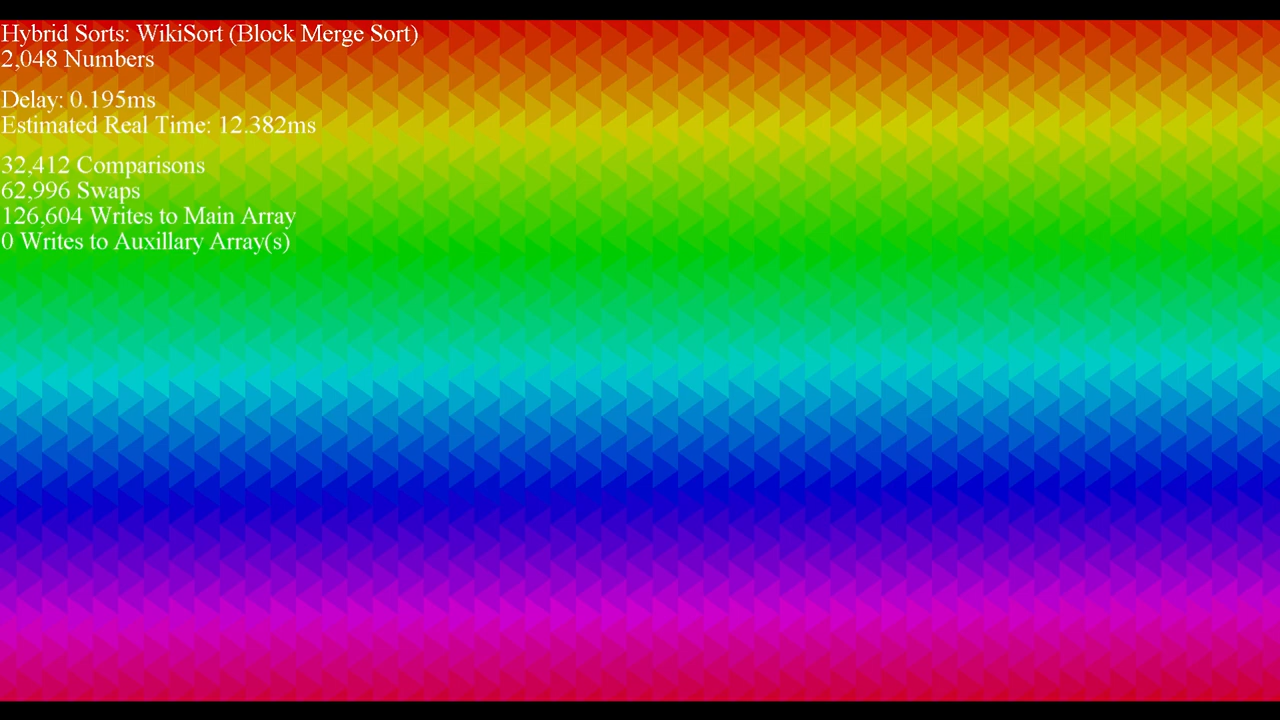 Hybrid Sorts: WikiSort (Block Merge Sort)
2,048 Numbers
Delay: 0.195ms
Estimated Real Time: 12.382ms
32,412 Comparisons
62,996 Swaps
126,604 Writes to Main Array
0 Writes to Auxillary Array(s)